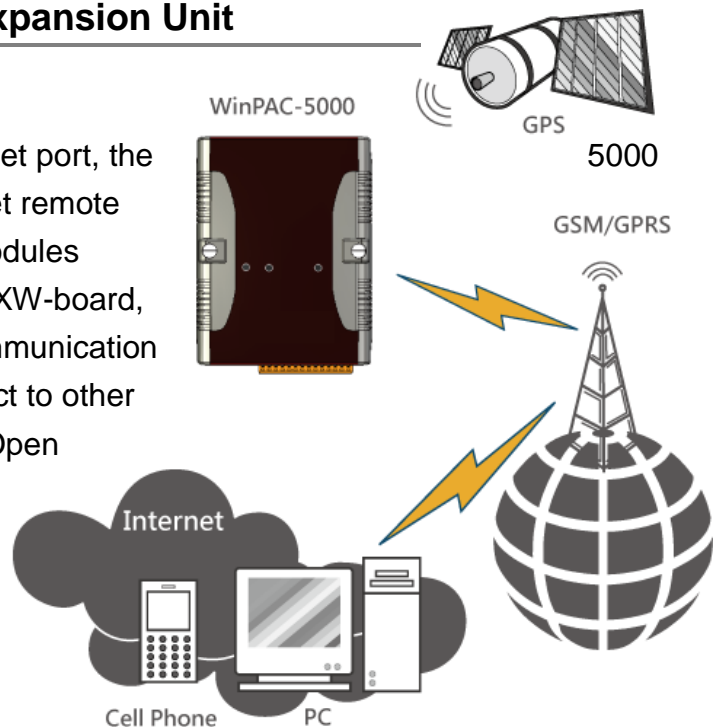 xpansion Unit
WinPAC-5000
GPS
et port, the 5000
et remote
GSM/GPRS
odules
XW-board,
mmunication
ct to other
Open
Internet
Cell Phone
PC